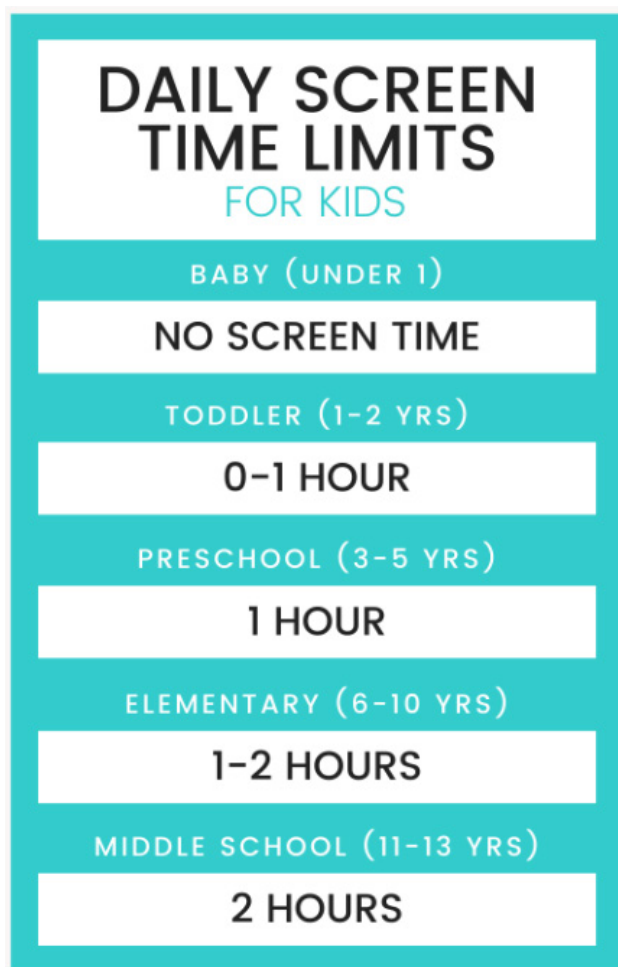 DAILY SCREEN
TIME LIMITS
FOR KIDS
BABY (UNDER 1)
NO SCREEN TIME
TODDLER (1-2 YRS)
0-1 HOUR
PRESCHOOL (3-5 YRS)
1 HOUR
ELEMENTARY (6-10 YRS)
1-2 HOURS
MIDDLE SCHOOL (11-13 YRS)
2 HOURS